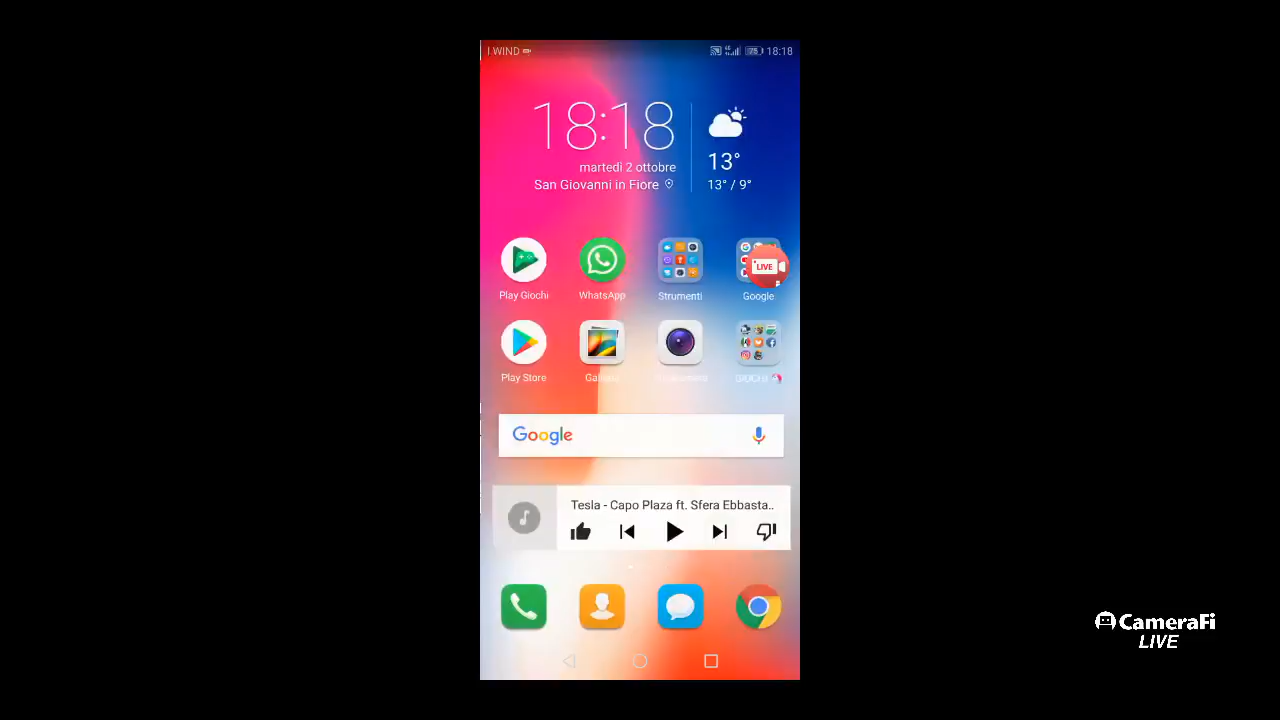 I WIND 75 18:18
18:18
martedì 2 ottobre
San Giovanni in Fiore
13°
13° / 9°
LIVE
Play Giochi WhatsApp Strumenti Google
Play Store
Google
Tesla - Capo Plaza ft. Sfera Ebbasta..
CameraFi
LIVE